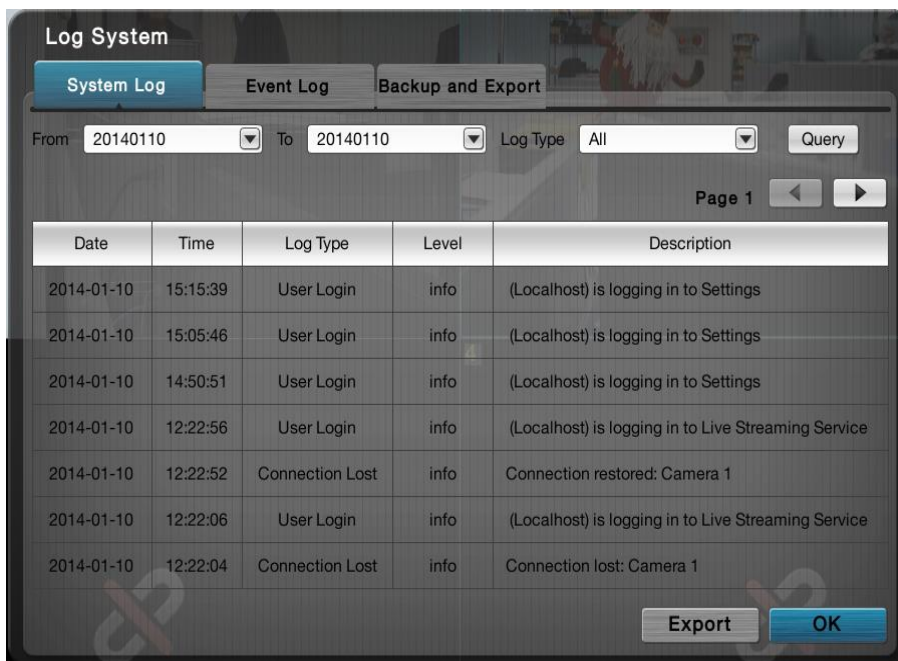 Log System
System Log Event Log Backup and Export
From 20140110 To 20140110 Log Type All Query
Page 1
Date Time Log Type Level Description
2014-01-10 15:15:39 User Login info (Localhost) is logging in to Settings
2014-01-10 15:05:46 User Login info (Localhost) is logging in to Settings
2014-01-10 14:50:51 User Login info (Localhost) is logging in to Settings
2014-01-10 12:22:56 User Login info (Localhost) is logging in to Live Streaming Service
2014-01-10 12:22:52 Connection Lost info Connection restored: Camera 1
2014-01-10 12:22:06 User Login info (Localhost) is logging in to Live Streaming Service
2014-01-10 12:22:04 Connection Lost info Connection lost: Camera 1
Export OK